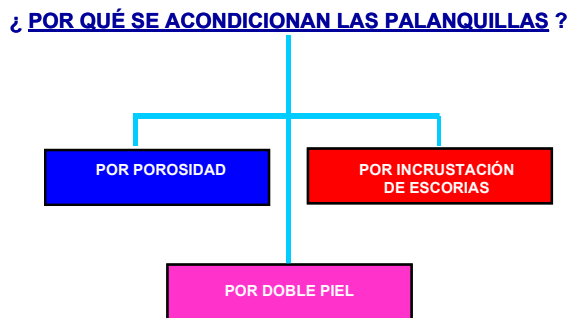 ¿ POR QUÉ SE ACONDICIONAN LAS PALANQUILLAS ?
POR POROSIDAD
POR INCRUSTACIÓN
DE ESCORIAS
POR DOBLE PIEL